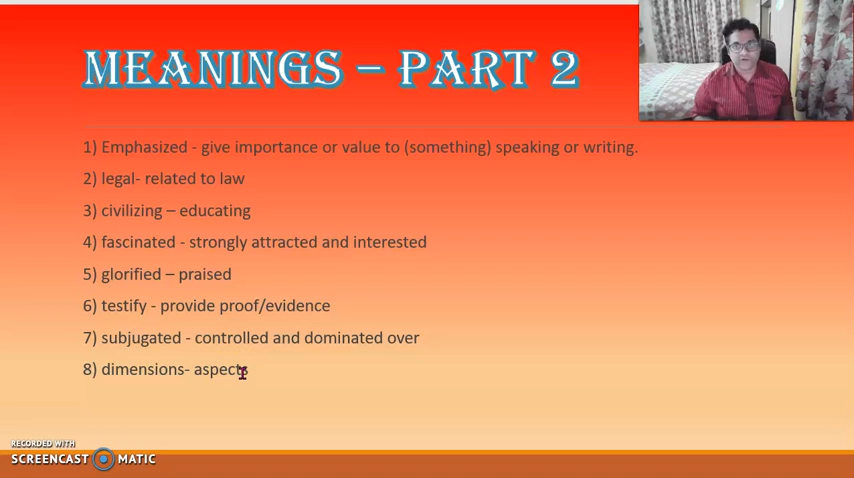 MEANINGS – PART 2
1) Emphasized - give importance or value to (something) speaking or writing.
2) legal- related to law
3) civilizing – educating
4) fascinated - strongly attracted and interested
5) glorified – praised
6) testify - provide proof/evidence
7) subjugated - controlled and dominated over
8) dimensions- aspects
RECORDED WITH
SCREENCAST MATIC